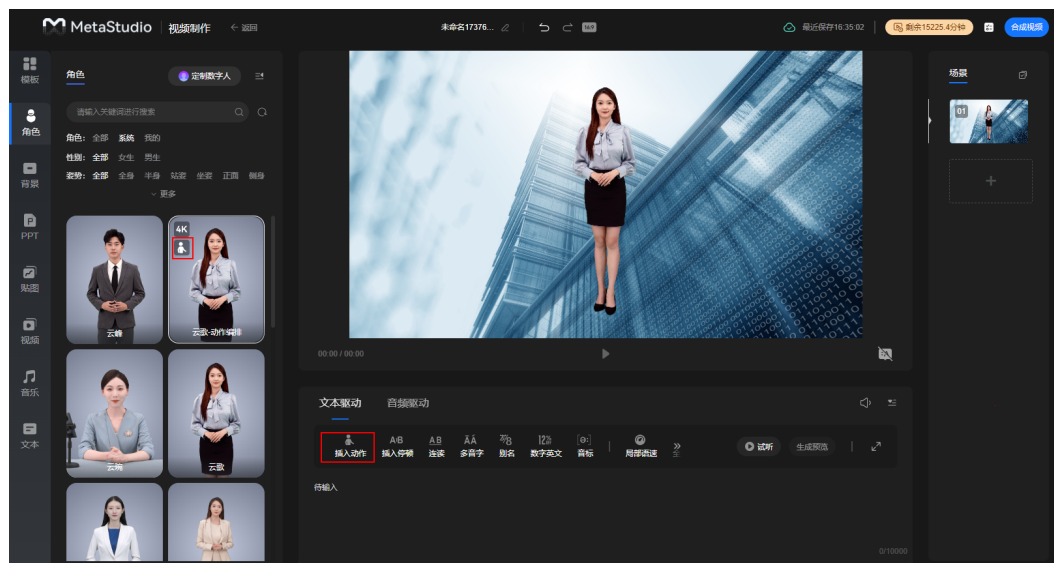 MetaStudio 视频制作 ← 返回 未命名17376... 16:9 最近保存16:35:02 剩余15225.4分钟 合成视频
模板
角色
背景
PPT
贴图
视频
音乐
文本
角色 定制数字人
请输入关键词进行搜索
角色: 全部 系统 我的
性别: 全部 女生 男生
姿势: 全部 全身 半身 站姿 坐姿 正面 侧身
更多
4K
云峰 云歌-动作编排
云婉 云歌
00:00 / 00:00
文本驱动 音频驱动
插入动作 插入停顿 连读 多音字 别名 数字英文 音标 局部语速 试听 生成预览
待输入
0/10000
场景
01